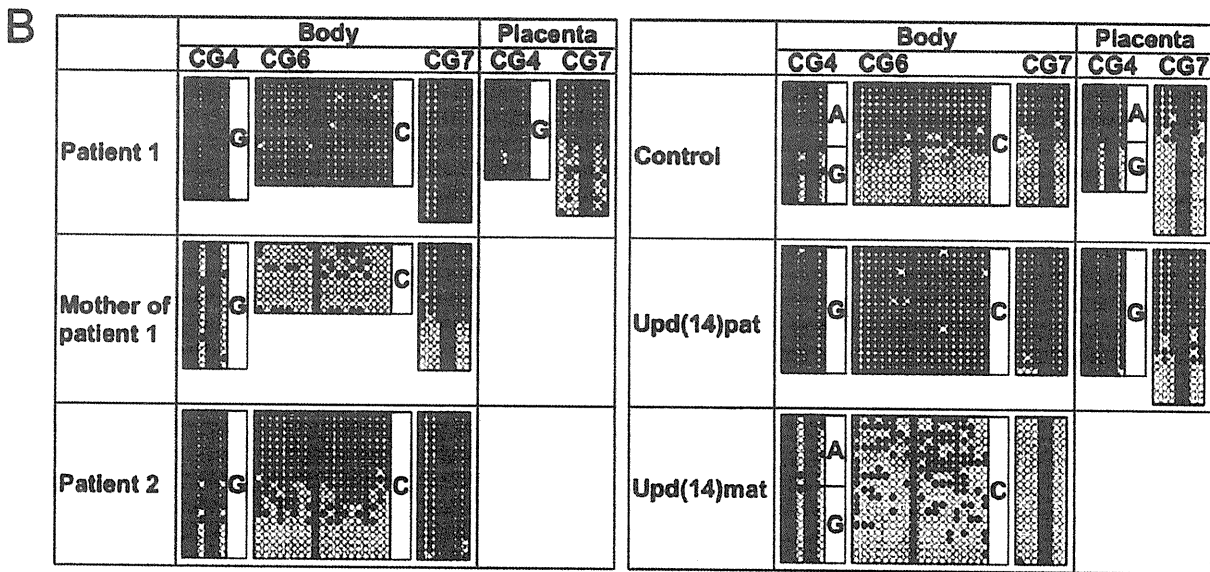 B
Body Placenta
CG4 CG6 CG7 CG4 CG7
Patient 1 G C G
Mother of
patient 1 G C
Patient 2 G C
Body Placenta
CG4 CG6 CG7 CG4 CG7
Control A G C A G
Upd(14)pat G C G
Upd(14)mat A G C